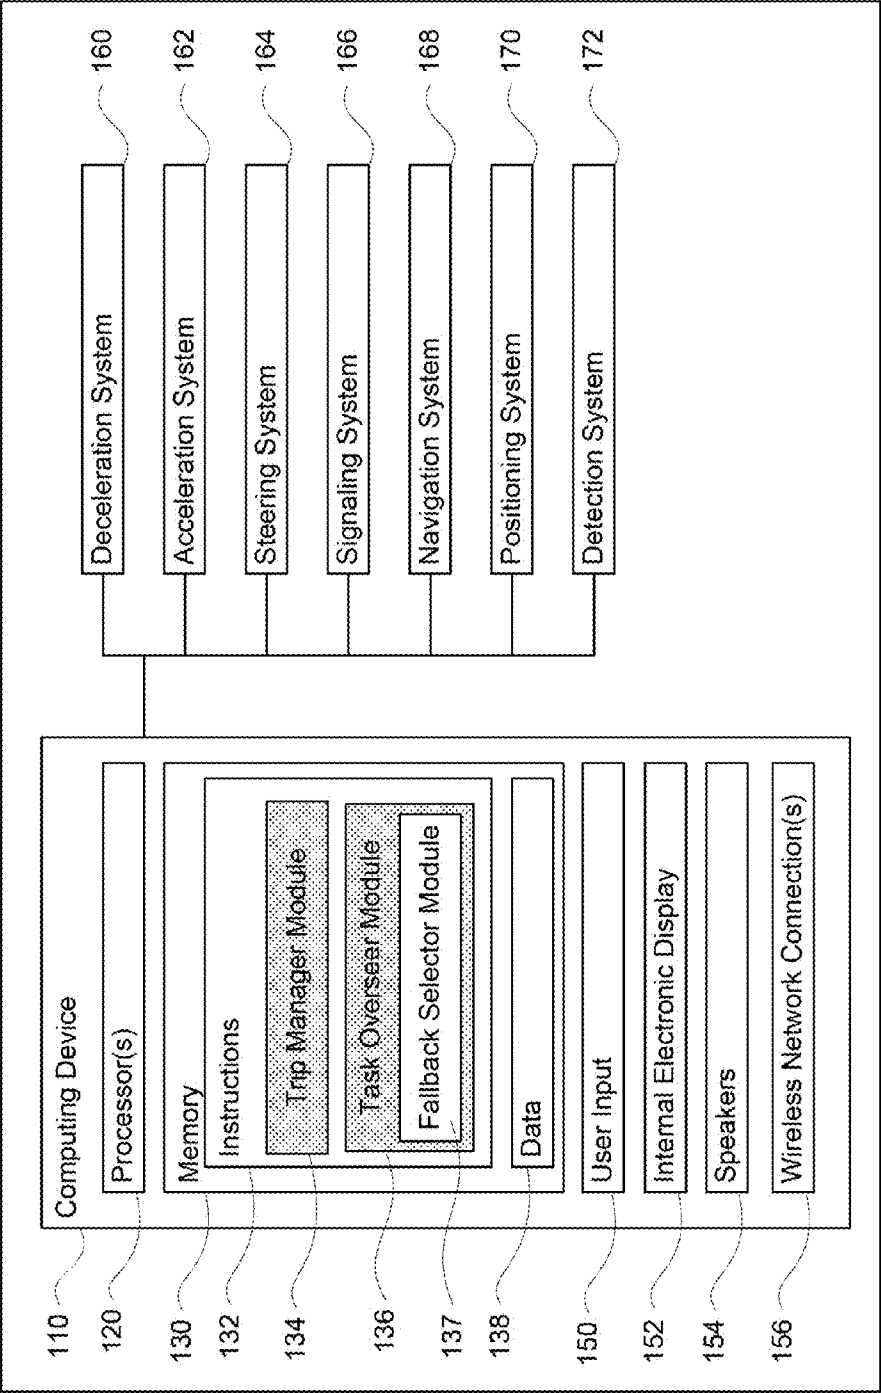 Computing Device
110
Processor(s)
120
Memory
130
Instructions
132
Trip Manager Module
134
Task Overseer Module
136
Fallback Selector Module
137
Data
138
User Input
150
Internal Electronic Display
152
Speakers
154
Wireless Network Connection(s)
156
Deceleration System
160
Acceleration System
162
Steering System
164
Signaling System
166
Navigation System
168
Positioning System
170
Detection System
172